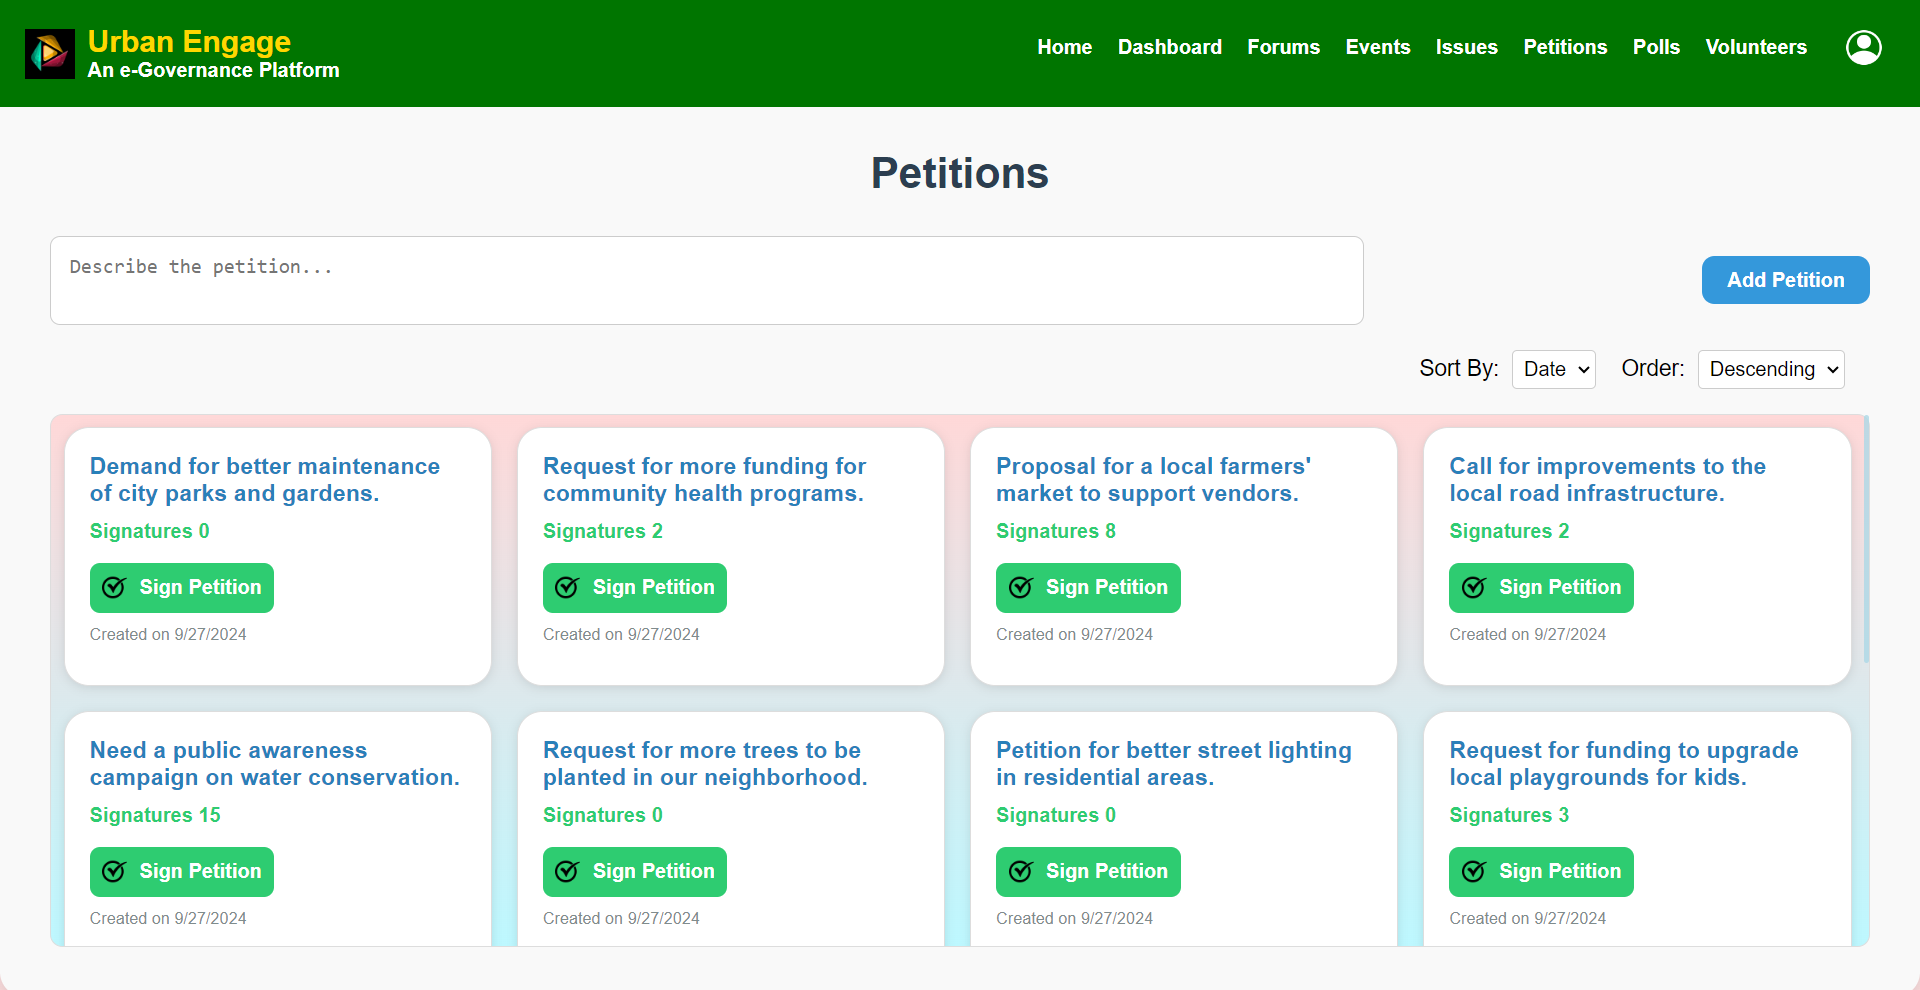 Urban Engage
An e-Governance Platform
Home Dashboard Forums Events Issues Petitions Polls Volunteers
Petitions
Describe the petition...
Add Petition
Sort By: Date Order: Descending
Demand for better maintenance
of city parks and gardens.
Signatures 0
Sign Petition
Created on 9/27/2024
Request for more funding for
community health programs.
Signatures 2
Sign Petition
Created on 9/27/2024
Proposal for a local farmers'
market to support vendors.
Signatures 8
Sign Petition
Created on 9/27/2024
Call for improvements to the
local road infrastructure.
Signatures 2
Sign Petition
Created on 9/27/2024
Need a public awareness
campaign on water conservation.
Signatures 15
Sign Petition
Created on 9/27/2024
Request for more trees to be
planted in our neighborhood.
Signatures 0
Sign Petition
Created on 9/27/2024
Petition for better street lighting
in residential areas.
Signatures 0
Sign Petition
Created on 9/27/2024
Request for funding to upgrade
local playgrounds for kids.
Signatures 3
Sign Petition
Created on 9/27/2024